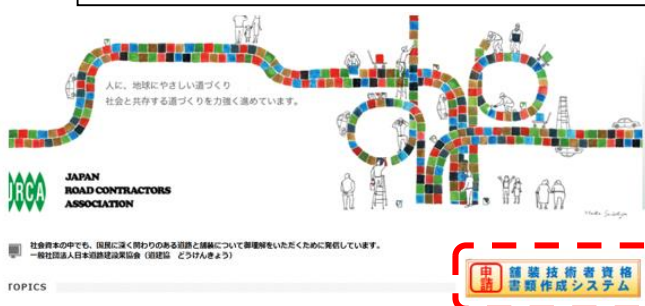 人に、地球にやさしい道づくり
社会と共存する道づくりを力強く進めています。
JRCA
JAPAN
ROAD CONTRACTORS
ASSOCIATION
社会資本の中でも、国民に深く関わりのある道路と舗装について御理解をいただくために発信しています。
一般社団法人日本道路建設業協会（道建協 どうけんきょう）
申請
舗装技術者資格
書類作成システム
TOPICS